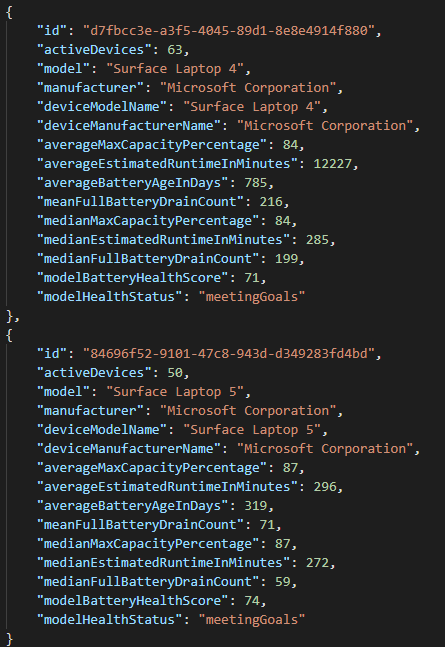 {
"id": "d7fbcc3e-a3f5-4045-89d1-8e8e4914f880",
"activeDevices": 63,
"model": "Surface Laptop 4",
"manufacturer": "Microsoft Corporation",
"deviceModelName": "Surface Laptop 4",
"deviceManufacturerName": "Microsoft Corporation",
"averageMaxCapacityPercentage": 84,
"averageEstimatedRuntimeInMinutes": 12227,
"averageBatteryAgeInDays": 785,
"meanFullBatteryDrainCount": 216,
"medianMaxCapacityPercentage": 84,
"medianEstimatedRuntimeInMinutes": 285,
"medianFullBatteryDrainCount": 199,
"modelBatteryHealthScore": 71,
"modelHealthStatus": "meetingGoals"
},
{
"id": "84696f52-9101-47c8-943d-d349283fd4bd",
"activeDevices": 50,
"model": "Surface Laptop 5",
"manufacturer": "Microsoft Corporation",
"deviceModelName": "Surface Laptop 5",
"deviceManufacturerName": "Microsoft Corporation",
"averageMaxCapacityPercentage": 87,
"averageEstimatedRuntimeInMinutes": 296,
"averageBatteryAgeInDays": 319,
"meanFullBatteryDrainCount": 71,
"medianMaxCapacityPercentage": 87,
"medianEstimatedRuntimeInMinutes": 272,
"medianFullBatteryDrainCount": 59,
"modelBatteryHealthScore": 74,
"modelHealthStatus": "meetingGoals"
}